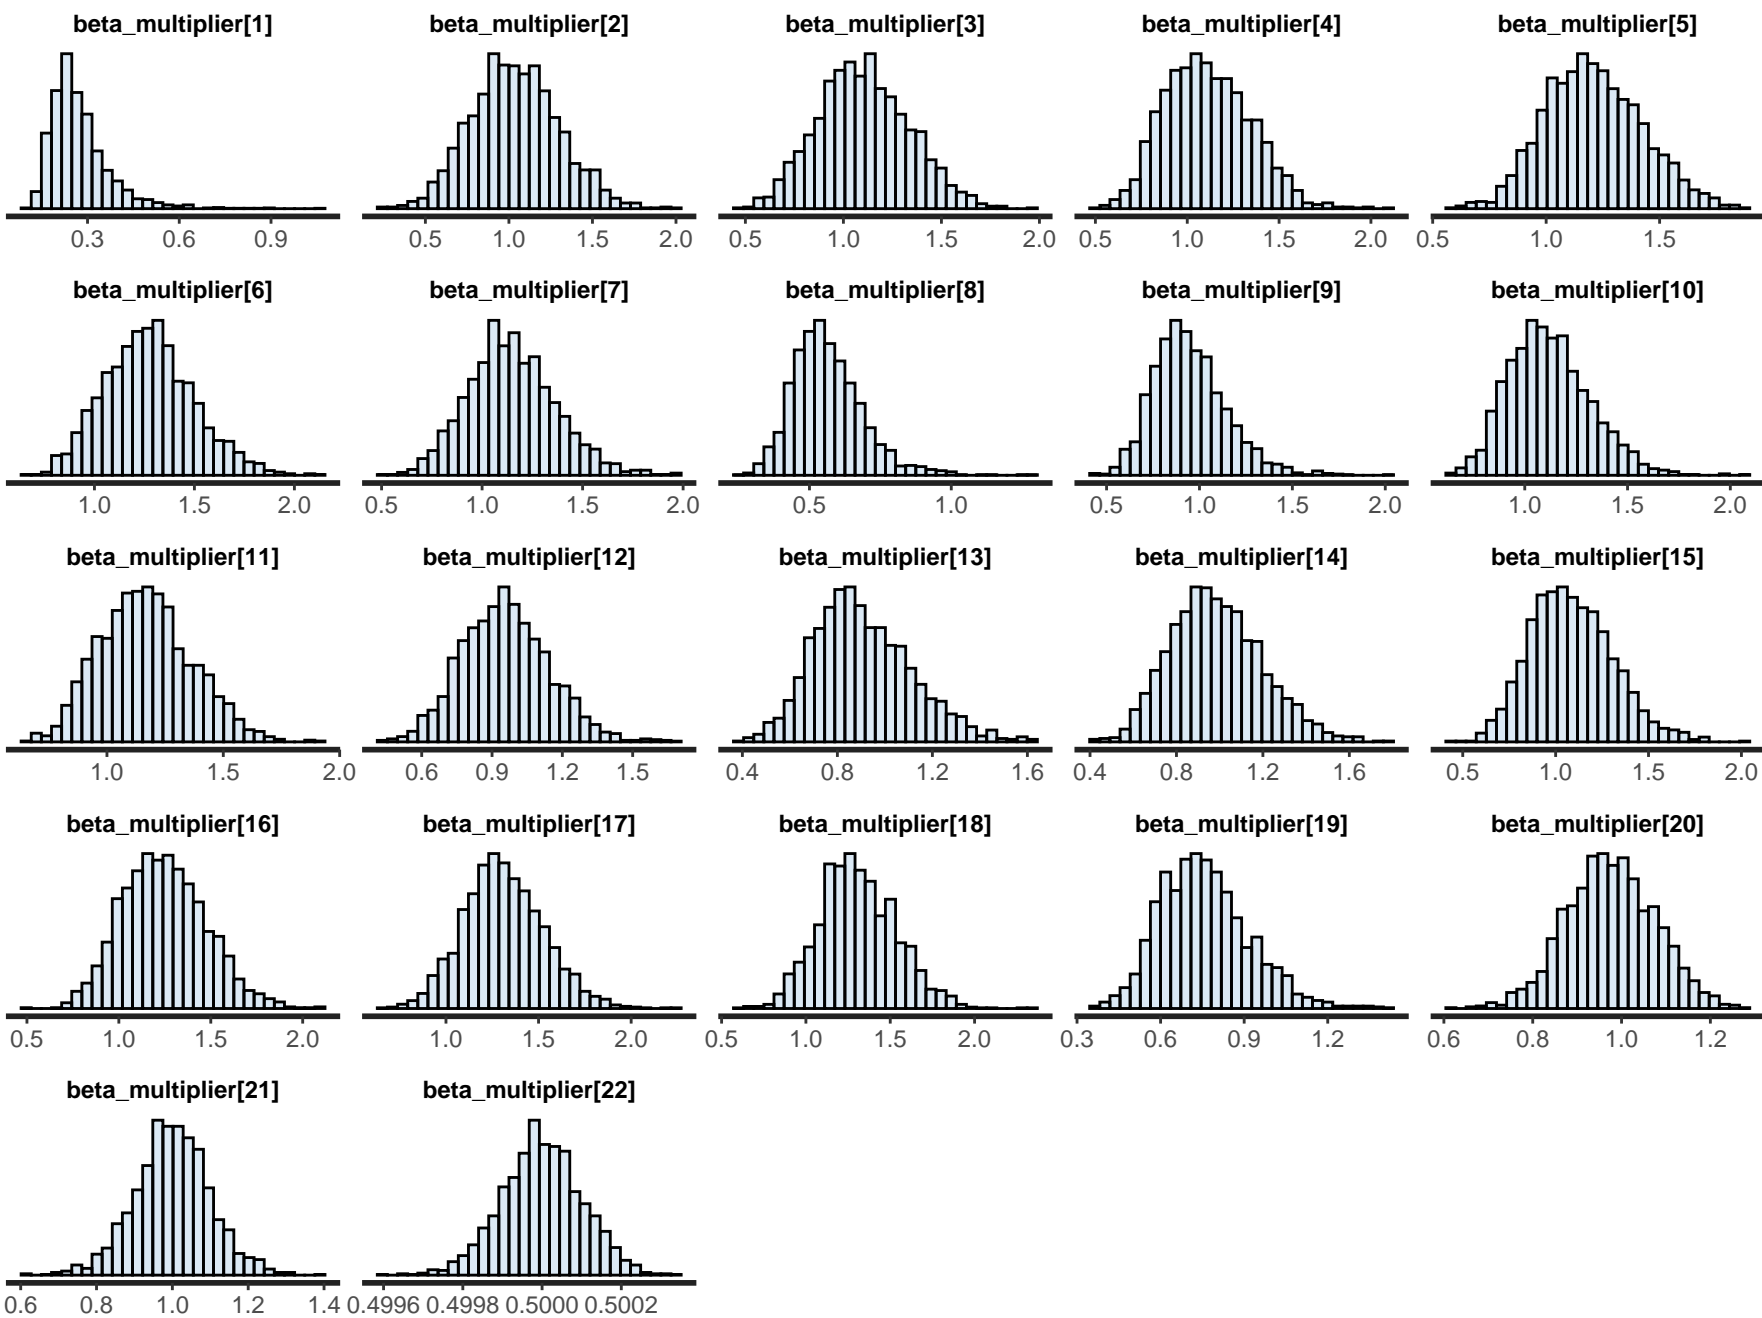 beta_multiplier[1] beta_multiplier[2] beta_multiplier[3] beta_multiplier[4] beta_multiplier[5]
0.3 0.6 0.9 0.5 1.0 1.5 2.0 0.5 1.0 1.5 2.0 0.5 1.0 1.5 2.0 0.5 1.0 1.5
beta_multiplier[6] beta_multiplier[7] beta_multiplier[8] beta_multiplier[9] beta_multiplier[10]
1.0 1.5 2.0 0.5 1.0 1.5 2.0 0.5 1.0 0.5 1.0 1.5 2.0 1.0 1.5 2.0
beta_multiplier[11] beta_multiplier[12] beta_multiplier[13] beta_multiplier[14] beta_multiplier[15]
1.0 1.5 2.0 0.6 0.9 1.2 1.5 0.4 0.8 1.2 1.6 0.4 0.8 1.2 1.6 0.5 1.0 1.5 2.0
beta_multiplier[16] beta_multiplier[17] beta_multiplier[18] beta_multiplier[19] beta_multiplier[20]
0.5 1.0 1.5 2.0 1.0 1.5 2.0 0.5 1.0 1.5 2.0 0.3 0.6 0.9 1.2 0.6 0.8 1.0 1.2
beta_multiplier[21] beta_multiplier[22]
0.6 0.8 1.0 1.2 1.4 0.4996 0.4998 0.5000 0.5002